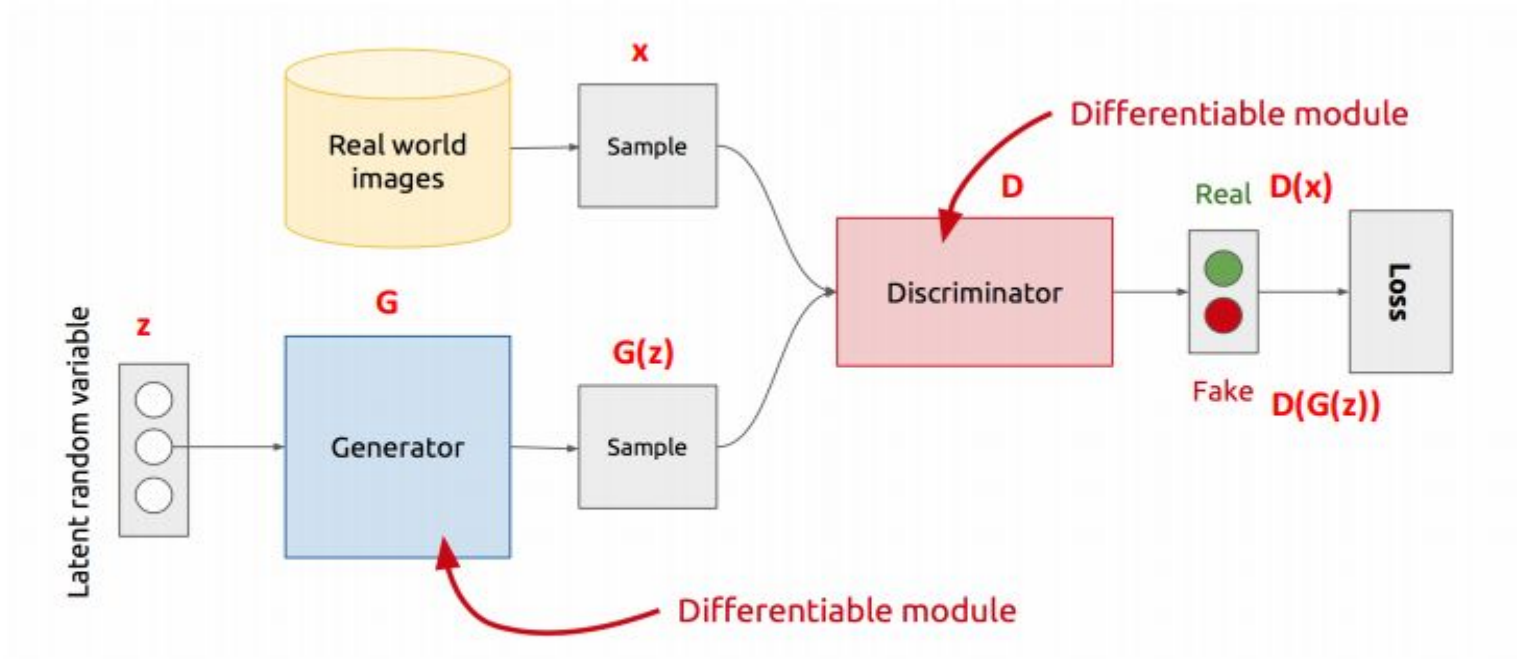 x
Real world
images
Sample
Differentiable module
D
Real
D(x)
Discriminator
Loss
Latent random variable
z
G
Generator
G(z)
Sample
Fake
D(G(z))
Differentiable module